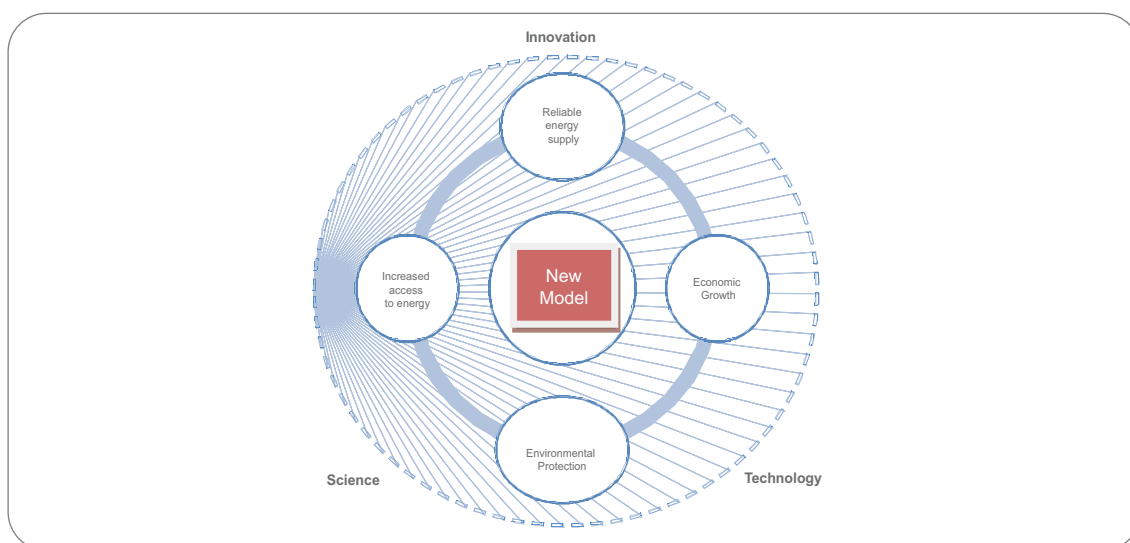 Innovation
Reliable
energy
supply
Increased
access
to energy
New
Model
Economic
Growth
Environmental
Protection
Science
Technology